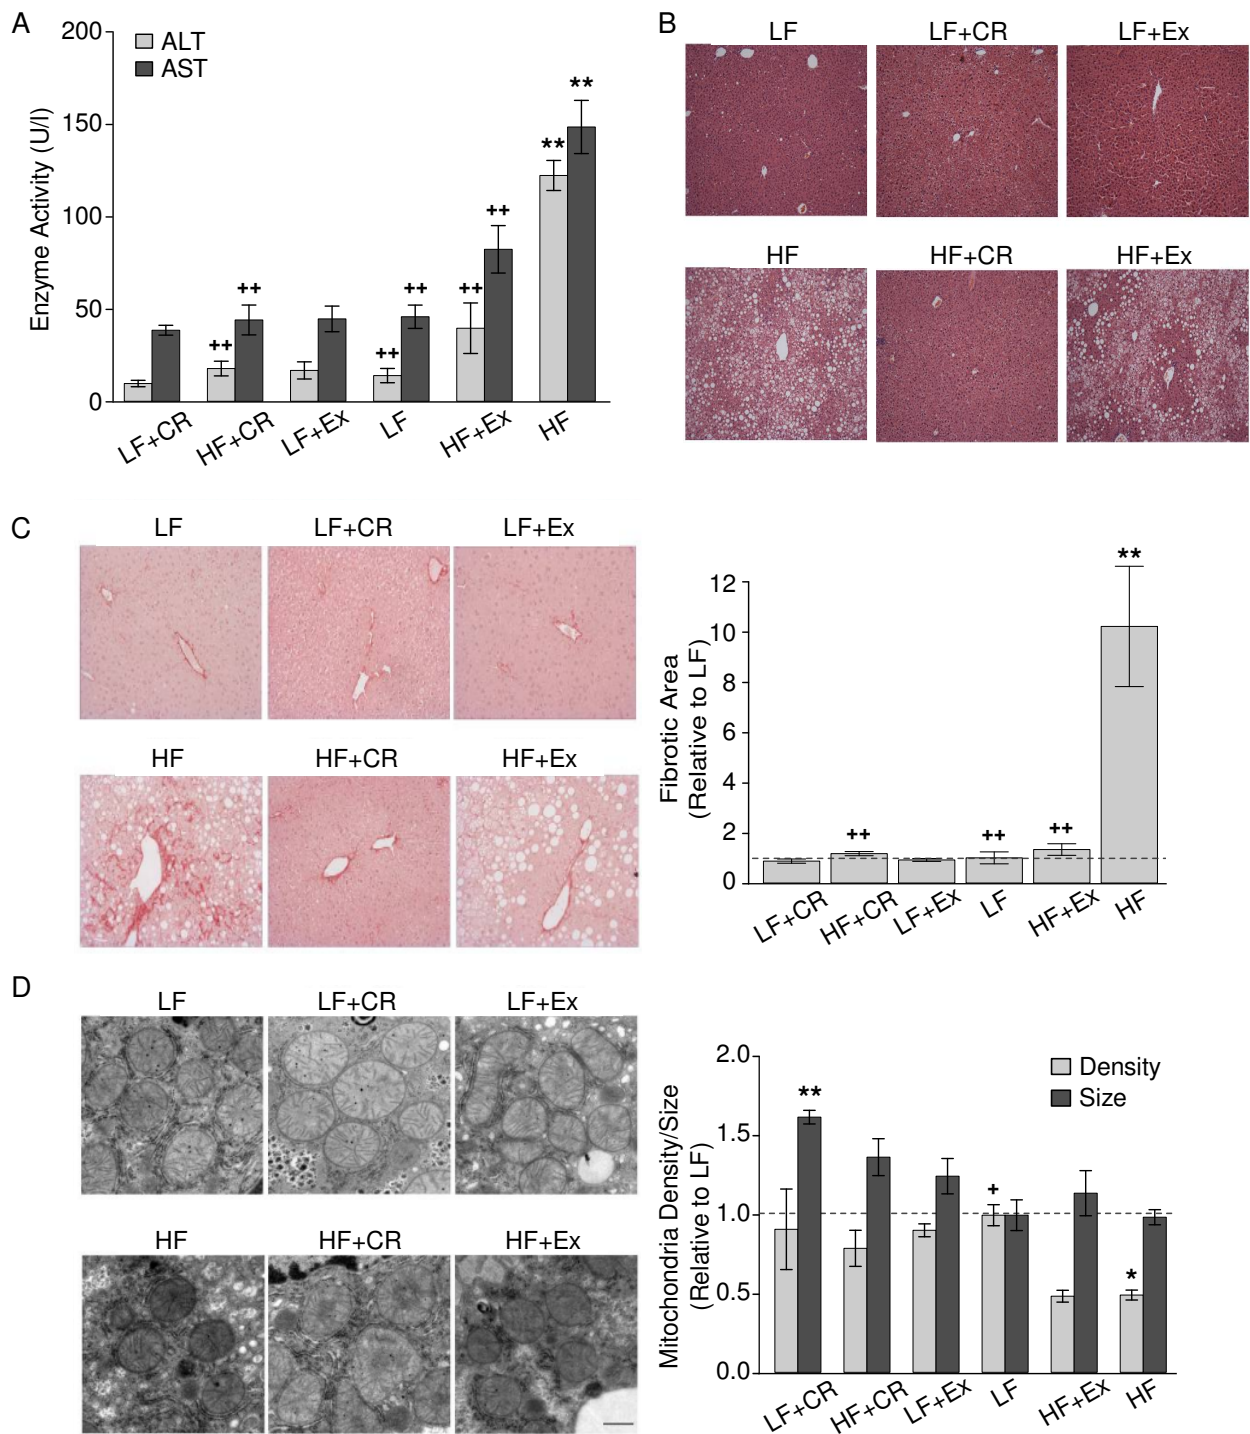 A
200
150
100
50
0
Enzyme Activity (U/l)
ALT
AST
++
++
++
++
++
++
**
**
LF+CR
HF+CR
LF+Ex
LF
HF+Ex
HF
B
LF
LF+CR
LF+Ex
HF
HF+CR
HF+Ex
C
LF
LF+CR
LF+Ex
HF
HF+CR
HF+Ex
Fibrotic Area
(Relative to LF)
12
10
8
6
4
2
0
++
++
++
**
LF+CR
HF+CR
LF+Ex
LF
HF+Ex
HF
D
LF
LF+CR
LF+Ex
HF
HF+CR
HF+Ex
Mitochondria Density/Size
(Relative to LF)
2.0
1.5
1.0
0.5
0.0
Density
Size
**
+
*
LF+CR
HF+CR
LF+Ex
LF
HF+Ex
HF